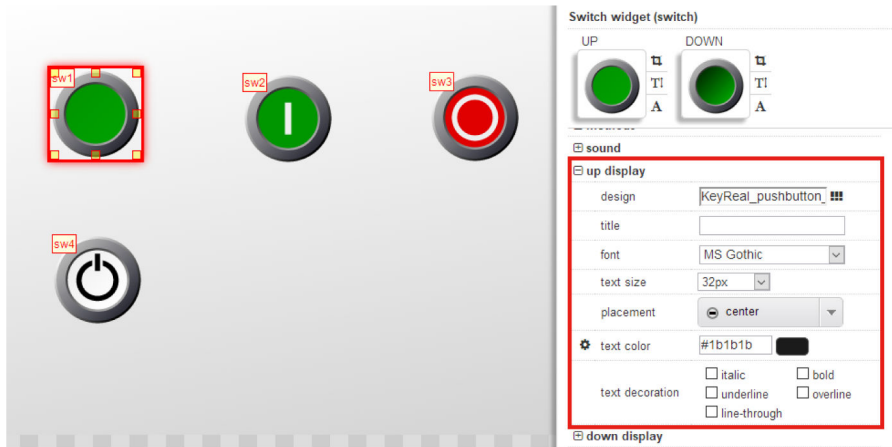 sw1
sw2
sw3
sw4
Switch widget (switch)
UP
DOWN
T
A
T
A
sound
up display
design
KeyReal_pushbutton_
title
font
MS Gothic
text size
32px
placement
center
text color
#1b1b1b
text decoration
italic
bold
underline
overline
line-through
down display